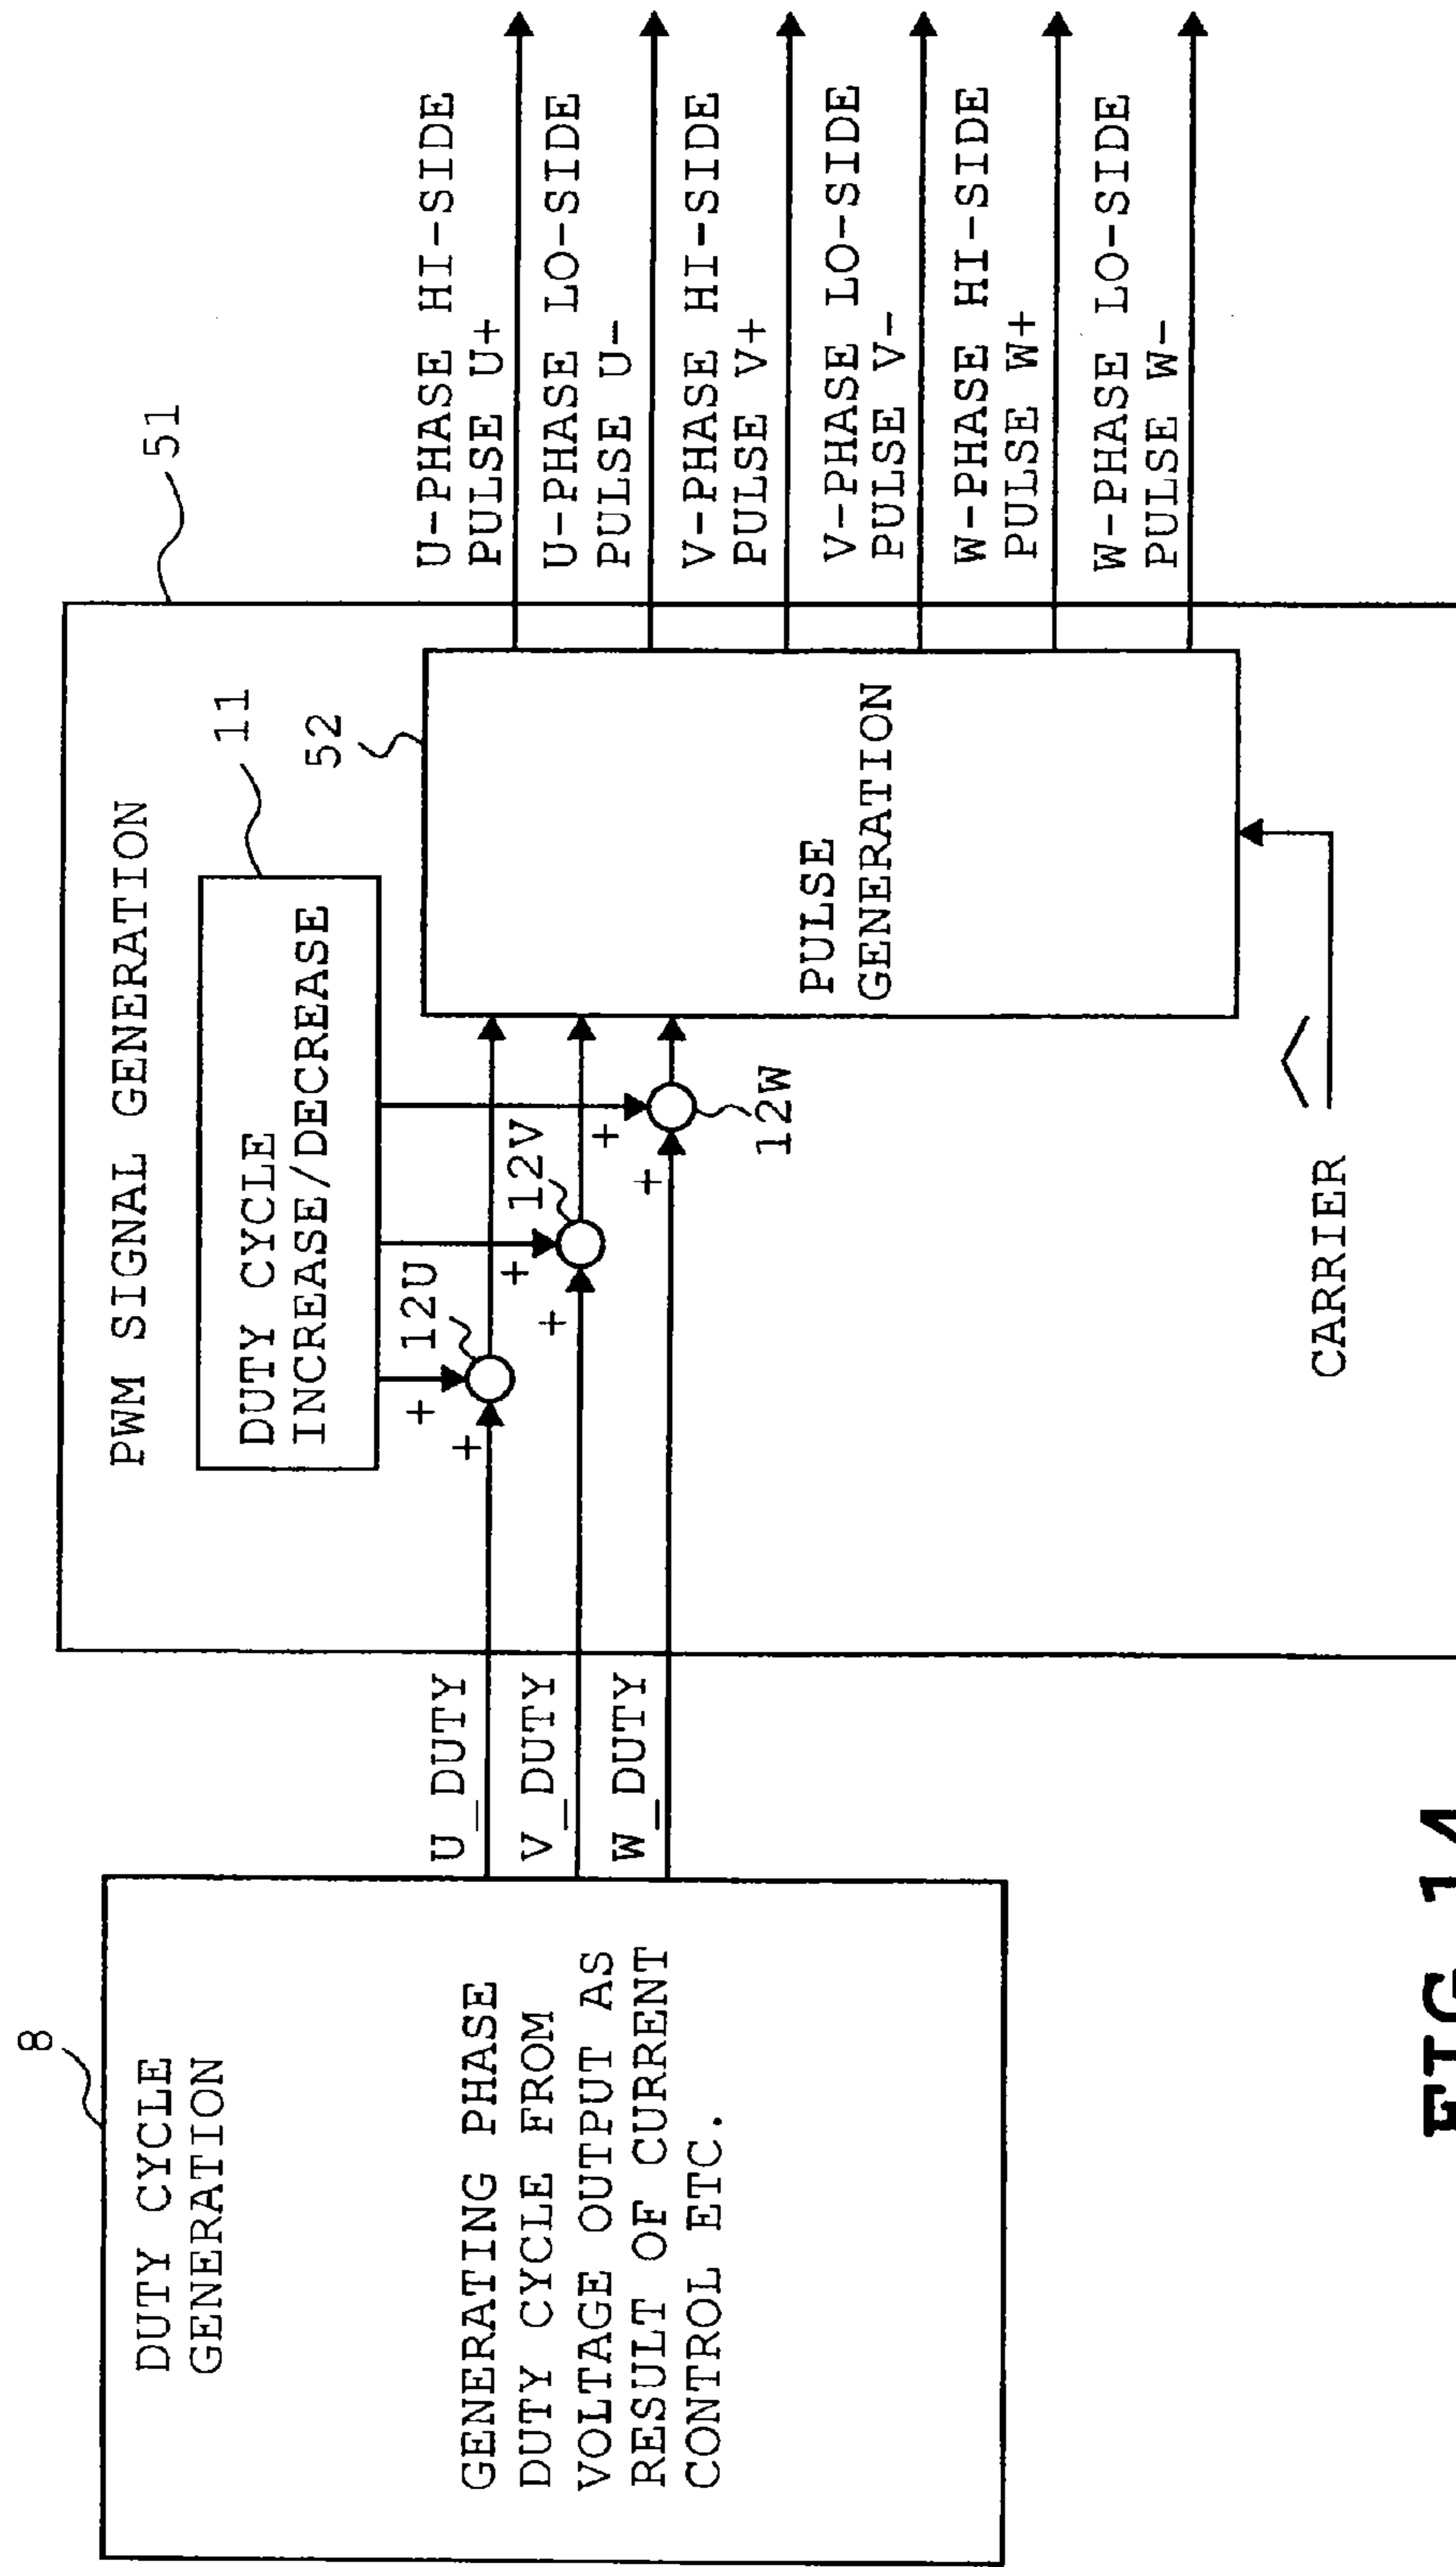 8
DUTY CYCLE
GENERATION
GENERATING PHASE
DUTY CYCLE FROM
VOLTAGE OUTPUT AS
RESULT OF CURRENT
CONTROL ETC.
U_DUTY
V_DUTY
W_DUTY
51
PWM SIGNAL GENERATION
11
DUTY CYCLE
INCREASE/DECREASE
12U
+
+
12V
+
+
12W
+
+
52
PULSE
GENERATION
CARRIER
U-PHASE HI-SIDE
PULSE U+
U-PHASE LO-SIDE
PULSE U-
V-PHASE HI-SIDE
PULSE V+
V-PHASE LO-SIDE
PULSE V-
W-PHASE HI-SIDE
PULSE W+
W-PHASE LO-SIDE
PULSE W-
FIG.14